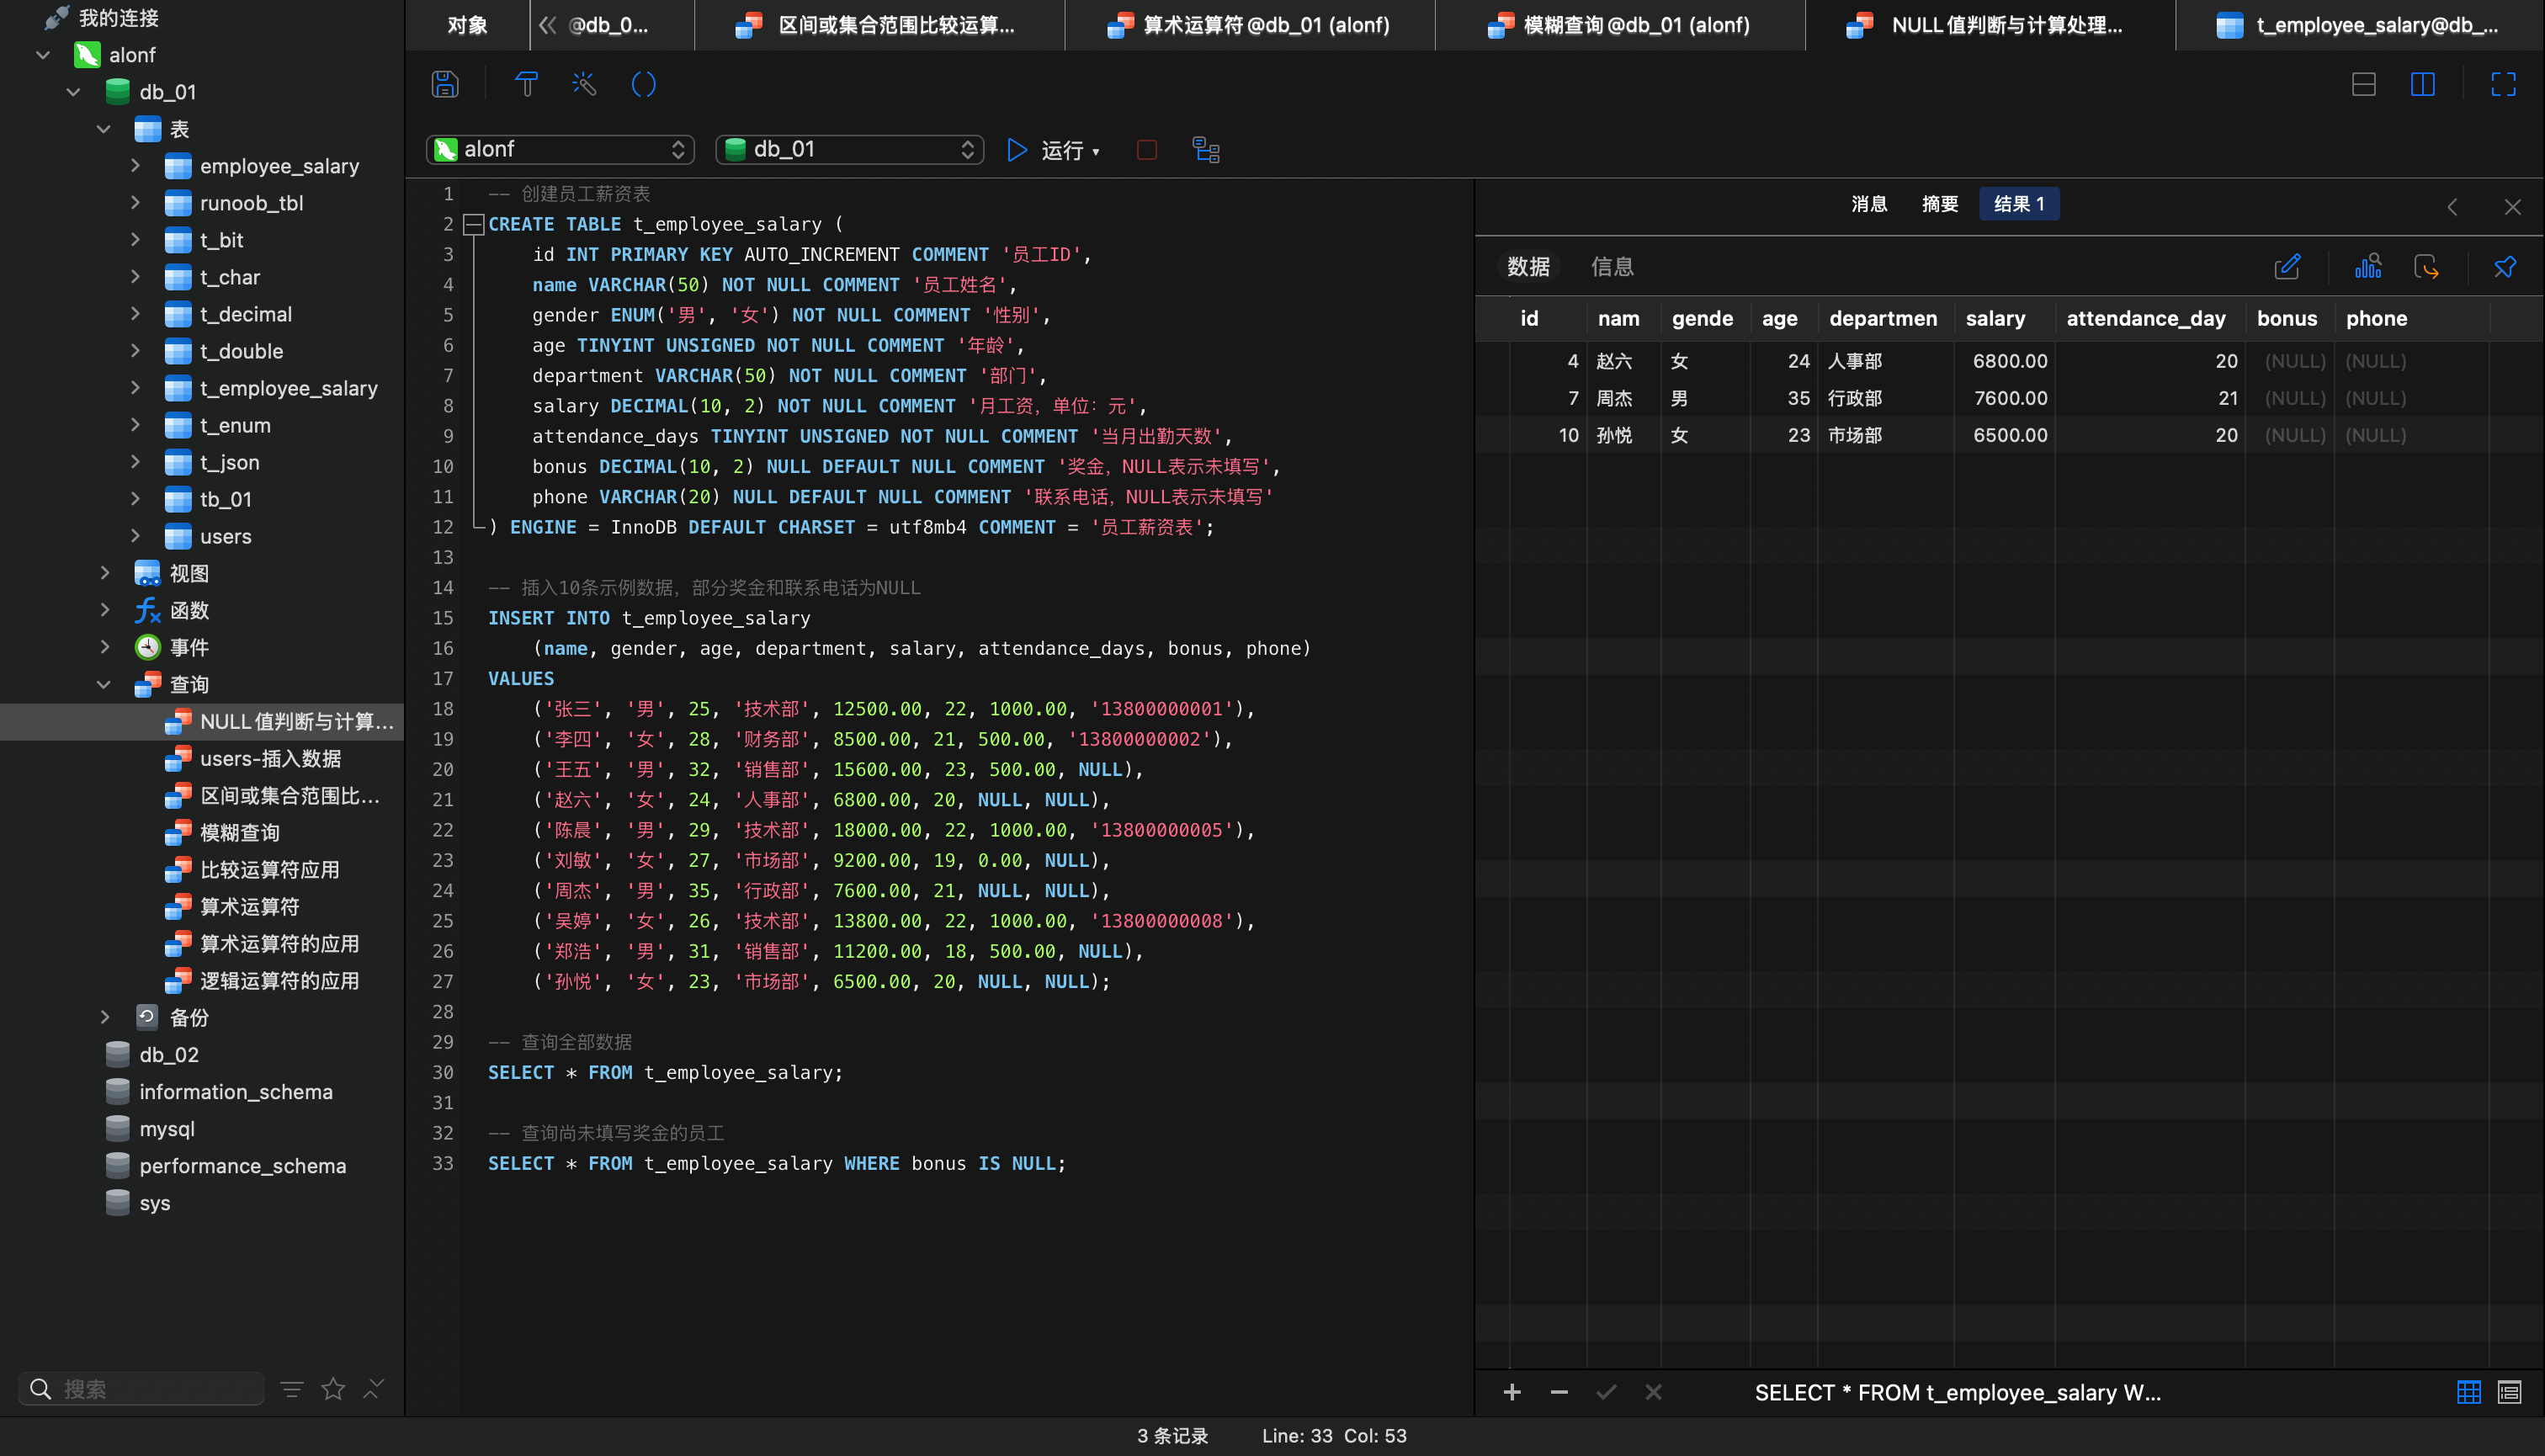 我的连接
alonf
db_01
表
employee_salary
runoob_tbl
t_bit
t_char
t_decimal
t_double
t_employee_salary
t_enum
t_json
tb_01
users
视图
函数
事件
查询
NULL值判断与计算...
users-插入数据
区间或集合范围比...
模糊查询
比较运算符应用
算术运算符
算术运算符的应用
逻辑运算符的应用
备份
db_02
information_schema
mysql
performance_schema
sys
搜索
对象
@db_0...
区间或集合范围比较运算...
算术运算符@db_01 (alonf)
模糊查询@db_01 (alonf)
NULL值判断与计算处理...
t_employee_salary@db_...
alonf
db_01
运行
1 -- 创建员工薪资表
2 CREATE TABLE t_employee_salary (
3 id INT PRIMARY KEY AUTO_INCREMENT COMMENT '员工ID',
4 name VARCHAR(50) NOT NULL COMMENT '员工姓名',
5 gender ENUM('男', '女') NOT NULL COMMENT '性别',
6 age TINYINT UNSIGNED NOT NULL COMMENT '年龄',
7 department VARCHAR(50) NOT NULL COMMENT '部门',
8 salary DECIMAL(10, 2) NOT NULL COMMENT '月工资，单位：元',
9 attendance_days TINYINT UNSIGNED NOT NULL COMMENT '当月出勤天数',
10 bonus DECIMAL(10, 2) NULL DEFAULT NULL COMMENT '奖金，NULL表示未填写',
11 phone VARCHAR(20) NULL DEFAULT NULL COMMENT '联系电话，NULL表示未填写'
12 ) ENGINE = InnoDB DEFAULT CHARSET = utf8mb4 COMMENT = '员工薪资表';
13
14 -- 插入10条示例数据，部分奖金和联系电话为NULL
15 INSERT INTO t_employee_salary
16 (name, gender, age, department, salary, attendance_days, bonus, phone)
17 VALUES
18 ('张三', '男', 25, '技术部', 12500.00, 22, 1000.00, '13800000001'),
19 ('李四', '女', 28, '财务部', 8500.00, 21, 500.00, '13800000002'),
20 ('王五', '男', 32, '销售部', 15600.00, 23, 500.00, NULL),
21 ('赵六', '女', 24, '人事部', 6800.00, 20, NULL, NULL),
22 ('陈晨', '男', 29, '技术部', 18000.00, 22, 1000.00, '13800000005'),
23 ('刘敏', '女', 27, '市场部', 9200.00, 19, 0.00, NULL),
24 ('周杰', '男', 35, '行政部', 7600.00, 21, NULL, NULL),
25 ('吴婷', '女', 26, '技术部', 13800.00, 22, 1000.00, '13800000008'),
26 ('郑浩', '男', 31, '销售部', 11200.00, 18, 500.00, NULL),
27 ('孙悦', '女', 23, '市场部', 6500.00, 20, NULL, NULL);
28
29 -- 查询全部数据
30 SELECT * FROM t_employee_salary;
31
32 -- 查询尚未填写奖金的员工
33 SELECT * FROM t_employee_salary WHERE bonus IS NULL;
消息 摘要 结果 1
数据 信息
id nam gende age departmen salary attendance_day bonus phone
4 赵六 女 24 人事部 6800.00 20 (NULL) (NULL)
7 周杰 男 35 行政部 7600.00 21 (NULL) (NULL)
10 孙悦 女 23 市场部 6500.00 20 (NULL) (NULL)
SELECT * FROM t_employee_salary W...
3 条记录 Line: 33 Col: 53